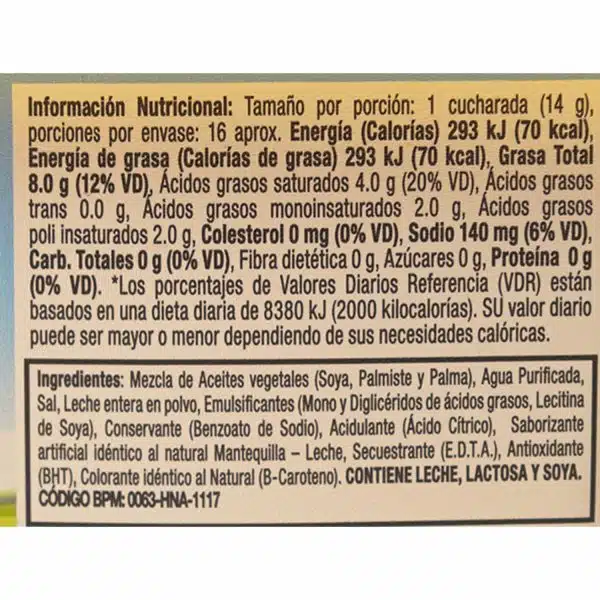 Información Nutricional: Tamaño por porción: 1 cucharada (14 g),
porciones por envase: 16 aprox. Energía (Calorías) 293 kJ (70 kcal),
Energía de grasa (Calorías de grasa) 293 kJ (70 kcal), Grasa Total
8.0 g (12% VD), Ácidos grasos saturados 4.0 g (20% VD), Ácidos grasos
trans 0.0 g, Ácidos grasos monoinsaturados 2.0 g, Ácidos grasos
poli insaturados 2.0 g, Colesterol 0 mg (0% VD), Sodio 140 mg (6% VD),
Carb. Totales 0 g (0% VD), Fibra dietética 0 g, Azúcares 0 g, Proteína 0 g
(0% VD). *Los porcentajes de Valores Diarios Referencia (VDR) están
basados en una dieta diaria de 8380 kJ (2000 kilocalorías). SU valor diario
puede ser mayor o menor dependiendo de sus necesidades calóricas.
Ingredientes: Mezcla de Aceites vegetales (Soya, Palmiste y Palma), Agua Purificada,
Sal, Leche entera en polvo, Emulsificantes (Mono y Diglicéridos de ácidos grasos, Lecitina
de Soya), Conservante (Benzoato de Sodio), Acidulante (Ácido Cítrico), Saborizante
artificial idéntico al natural Mantequilla – Leche, Secuestrante (E.D.T.A.), Antioxidante
(BHT), Colorante idéntico al Natural (B-Caroteno). CONTIENE LECHE, LACTOSA Y SOYA.
CÓDIGO BPM: 0063-HNA-1117